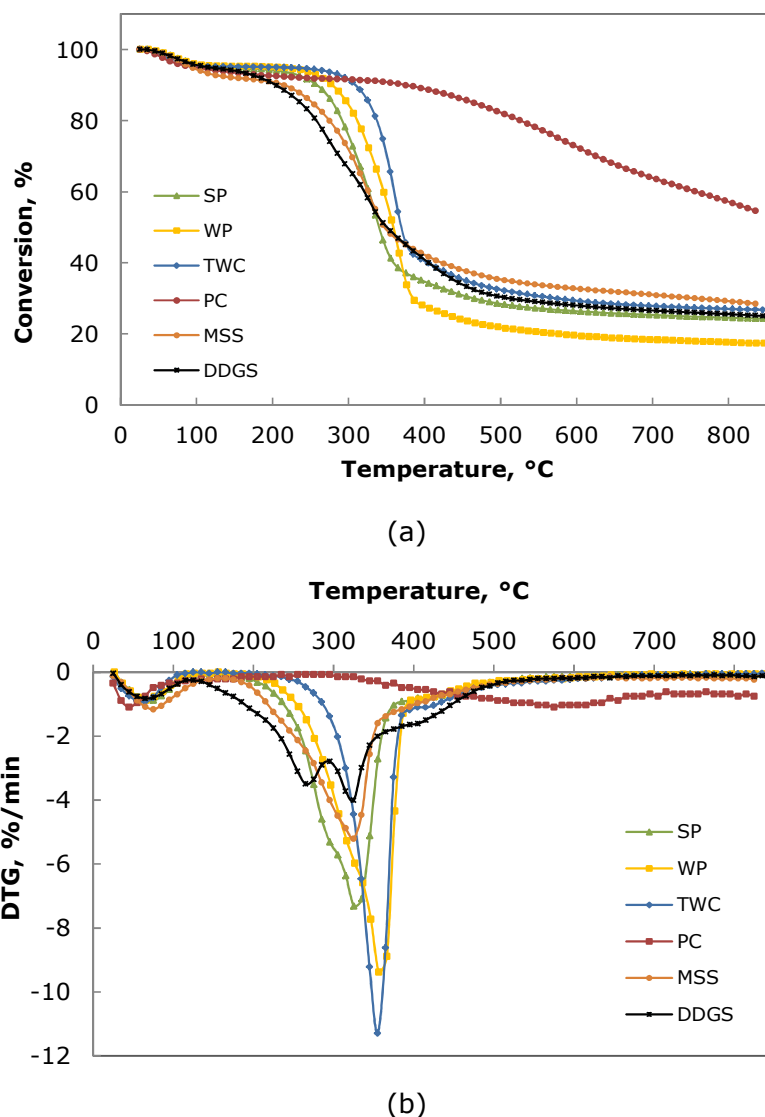 100
80
60
40
20
0
Conversion, %
SP
WP
TWC
PC
MSS
DDGS
0 100 200 300 400 500 600 700 800
Temperature, °C
(a)
Temperature, °C
0 100 200 300 400 500 600 700 800
0
-2
-4
-6
-8
-10
-12
DTG, %/min
SP
WP
TWC
PC
MSS
DDGS
(b)